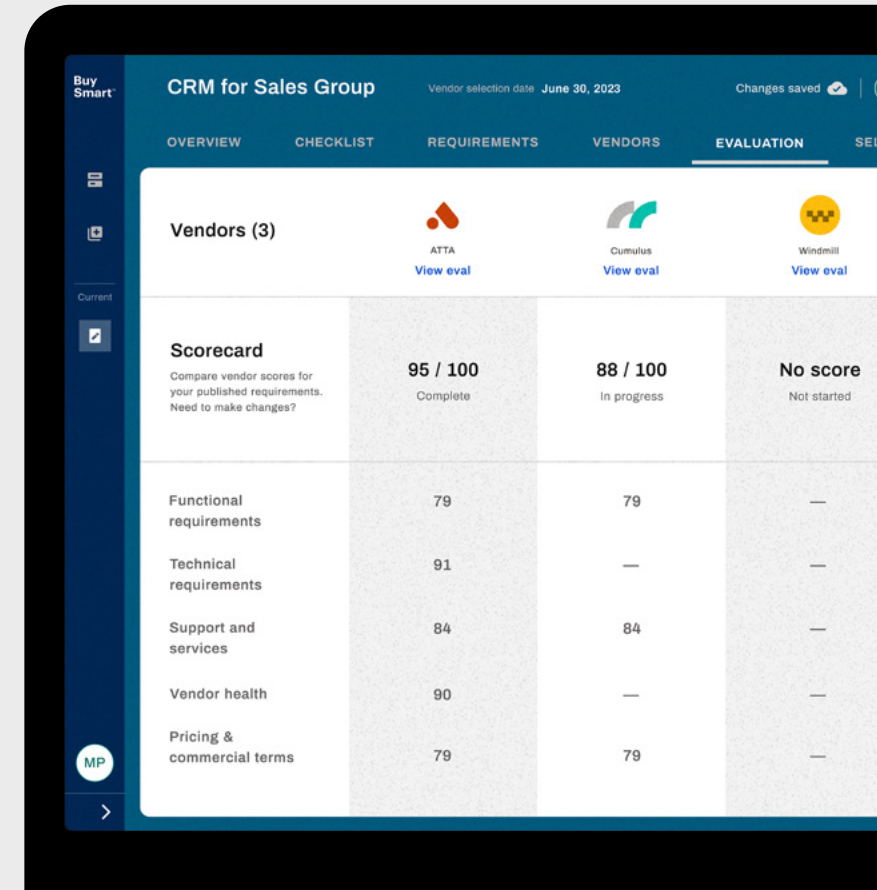 Buy
Smart
CRM for Sales Group
Vendor selection date June 30, 2023
Changes saved
OVERVIEW
CHECKLIST
REQUIREMENTS
VENDORS
EVALUATION
SEL
Vendors (3)
ATTA
View eval
Cumulus
View eval
Windmill
View eval
Current
Scorecard
Compare vendor scores for
your published requirements.
Need to make changes?
95 / 100
Complete
88 / 100
In progress
No score
Not started
Functional
requirements
79
79
—
Technical
requirements
91
—
—
Support and
services
84
84
—
Vendor health
90
—
—
Pricing &
commercial terms
79
79
—
MP